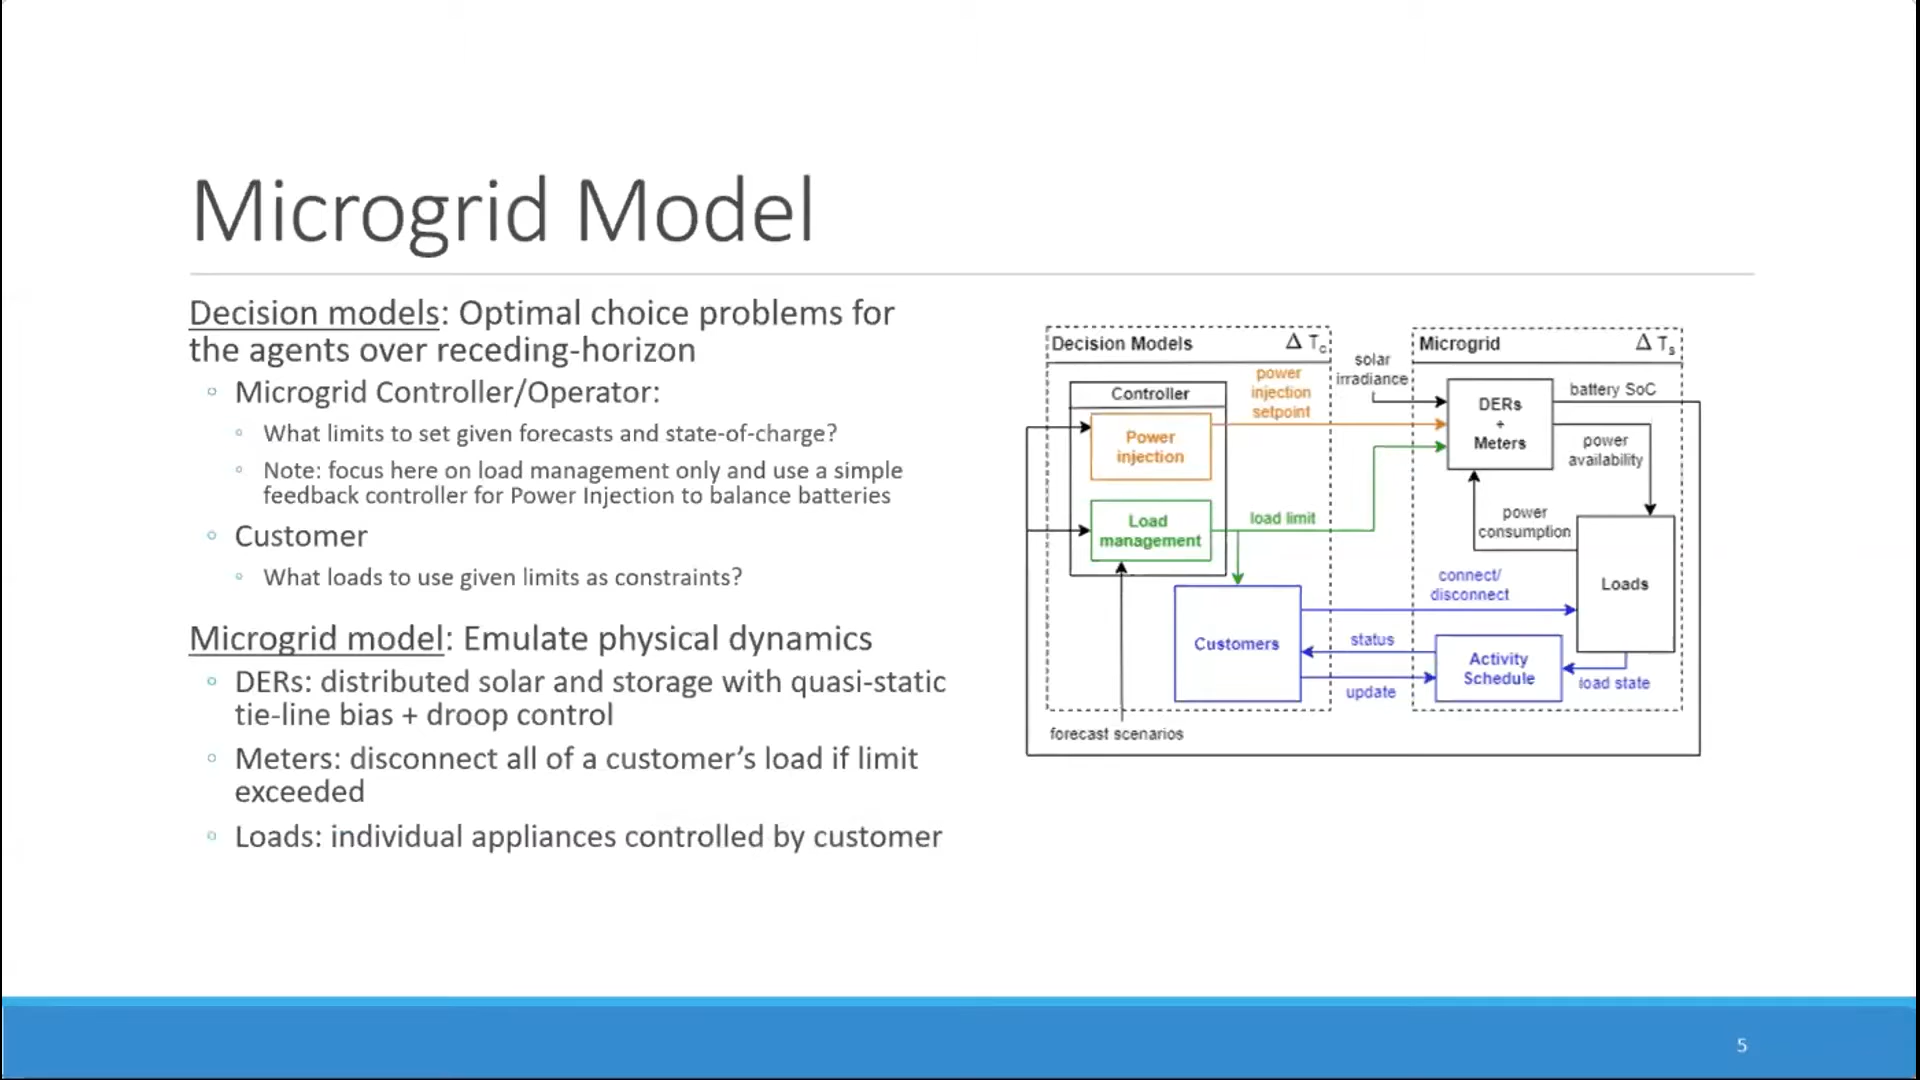 Microgrid Model
Decision models: Optimal choice problems for
the agents over receding-horizon
◦ Microgrid Controller/Operator:
◦ What limits to set given forecasts and state-of-charge?
◦ Note: focus here on load management only and use a simple
feedback controller for Power Injection to balance batteries
◦ Customer
◦ What loads to use given limits as constraints?
Microgrid model: Emulate physical dynamics
◦ DERs: distributed solar and storage with quasi-static
tie-line bias + droop control
◦ Meters: disconnect all of a customer’s load if limit
exceeded
◦ Loads: individual appliances controlled by customer
Decision Models Δ Tc
Controller
Power
injection
Load
management
power
injection
setpoint
load limit
Customers
forecast scenarios
solar
irradiance
Microgrid Δ Ts
DERs
+
Meters
battery SoC
power
availability
power
consumption
Loads
connect/
disconnect
status
update
Activity
Schedule
load state
5